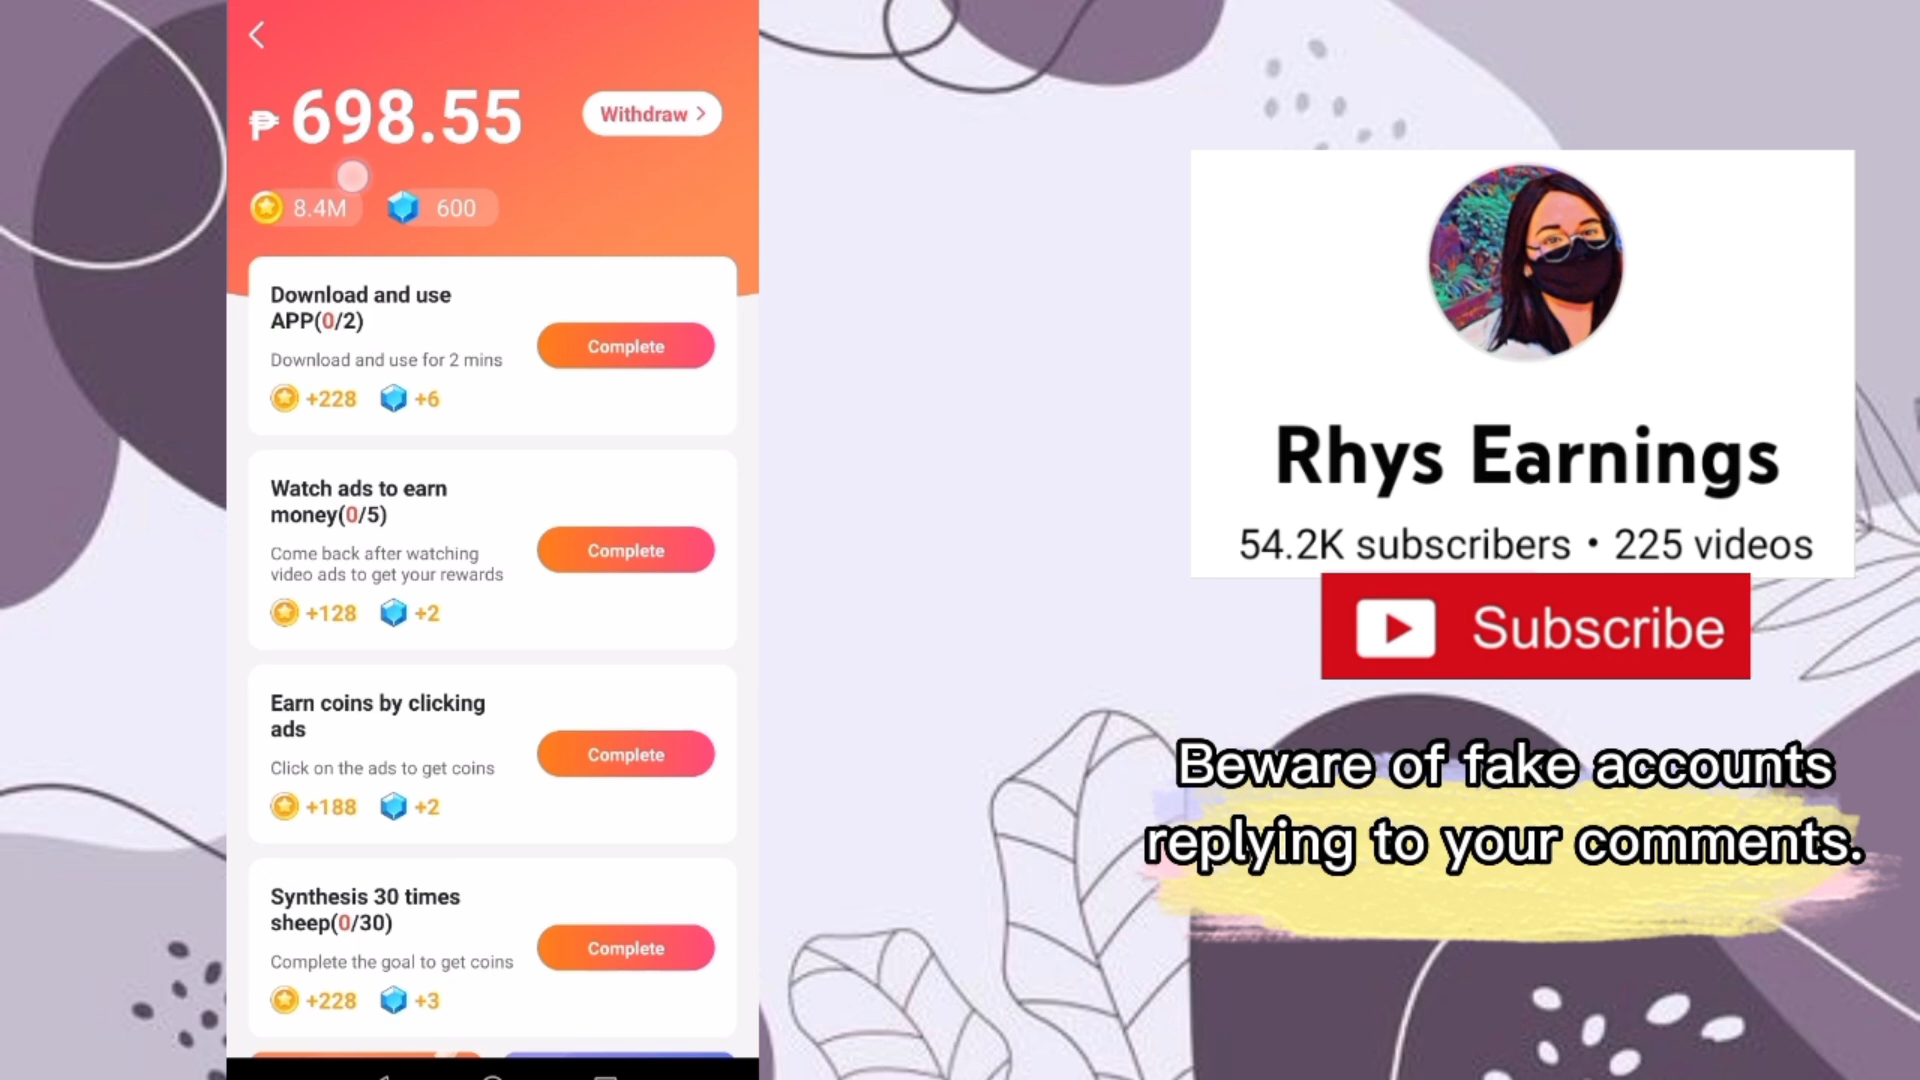 ₱ 698.55
Withdraw >
8.4M
600
Download and use
APP(0/2)
Download and use for 2 mins
+228 +6
Complete
Watch ads to earn
money(0/5)
Come back after watching
video ads to get your rewards
+128 +2
Complete
Earn coins by clicking
ads
Click on the ads to get coins
+188 +2
Complete
Synthesis 30 times
sheep(0/30)
Complete the goal to get coins
+228 +3
Complete
Rhys Earnings
54.2K subscribers • 225 videos
Subscribe
Beware of fake accounts
replying to your comments.